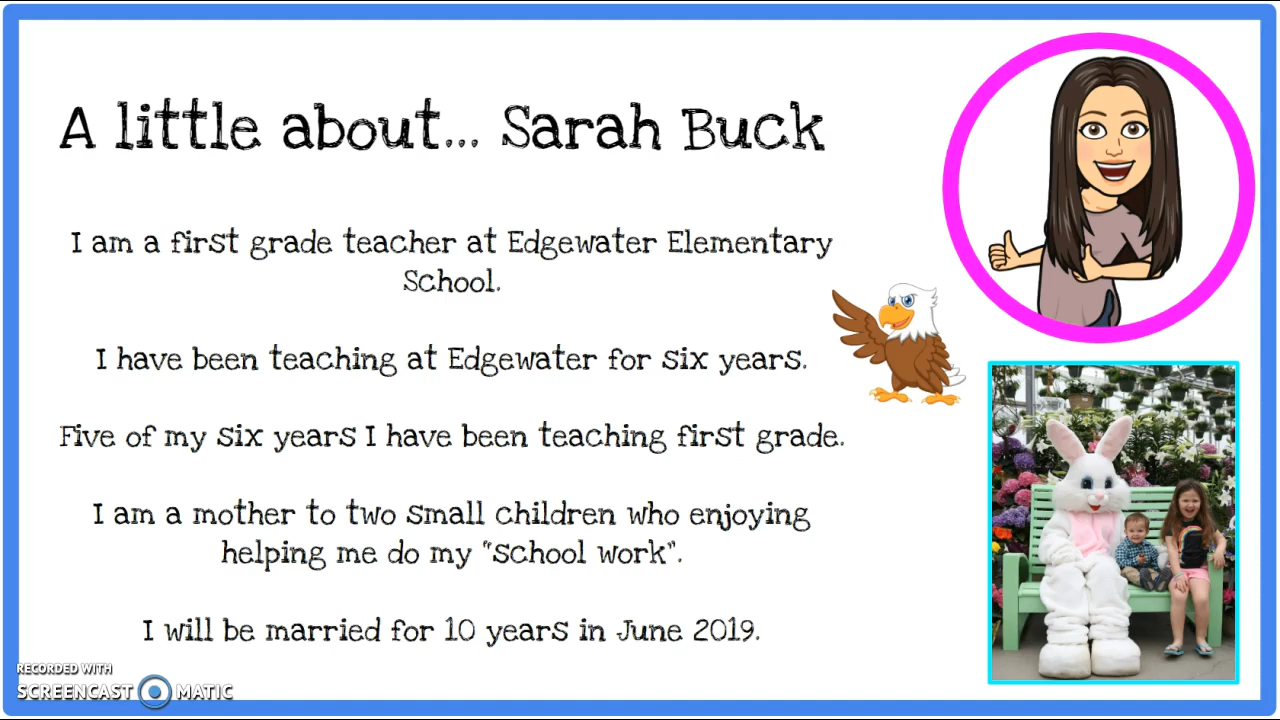 A little about... Sarah Buck
I am a first grade teacher at Edgewater Elementary
School.
I have been teaching at Edgewater for six years.
Five of my six years I have been teaching first grade.
I am a mother to two small children who enjoying
helping me do my "school work".
I will be married for 10 years in June 2019.
RECORDED WITH
SCREENCAST MATIC